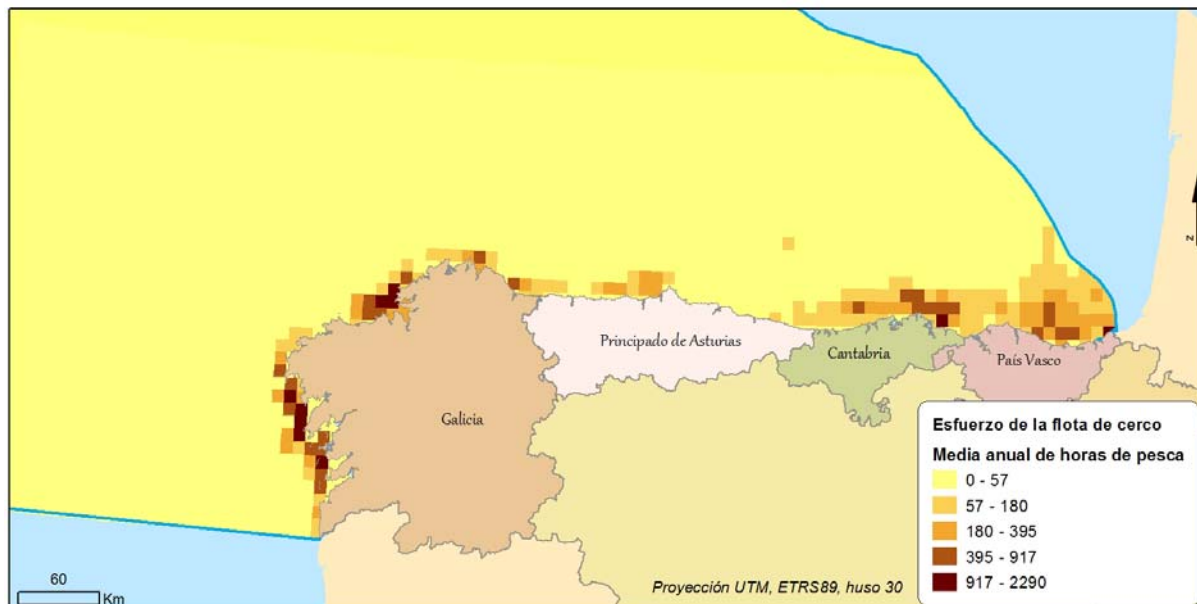 Principado de Asturias
Cantabria
País Vasco
Galicia
Esfuerzo de la flota de cerco
Media anual de horas de pesca
0 - 57
57 - 180
180 - 395
395 - 917
917 - 2290
60
Km
Proyección UTM, ETRS89, huso 30
N